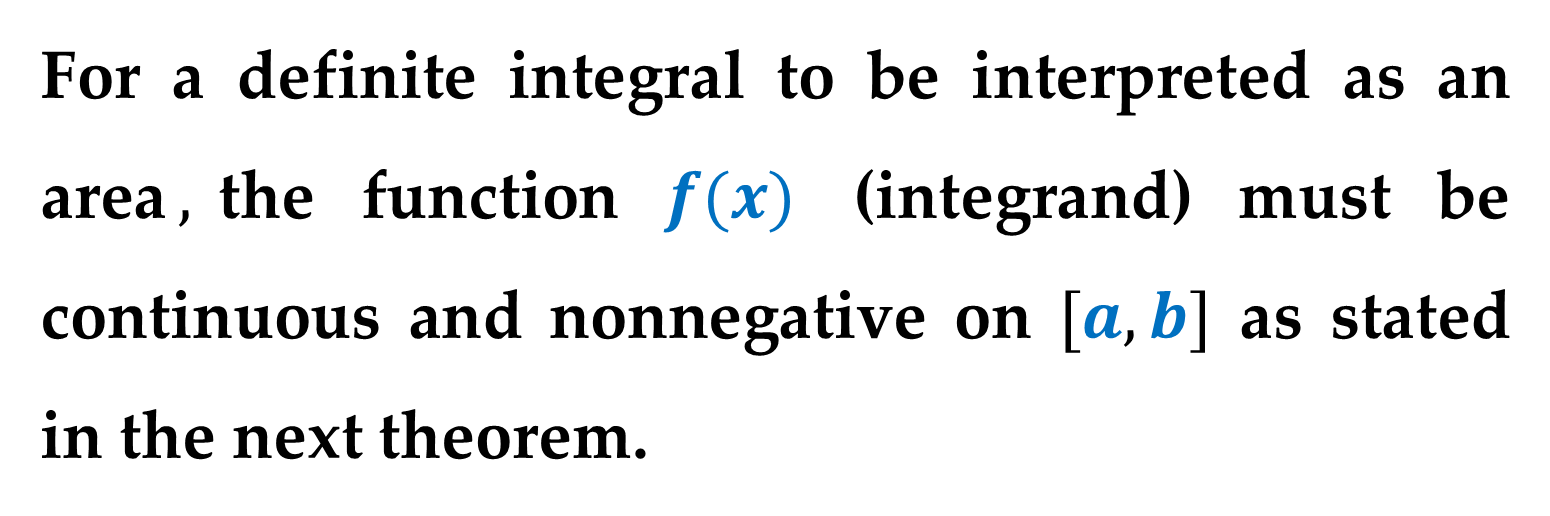 For a definite integral to be interpreted as an
area, the function f(x) (integrand) must be
continuous and nonnegative on [a, b] as stated
in the next theorem.